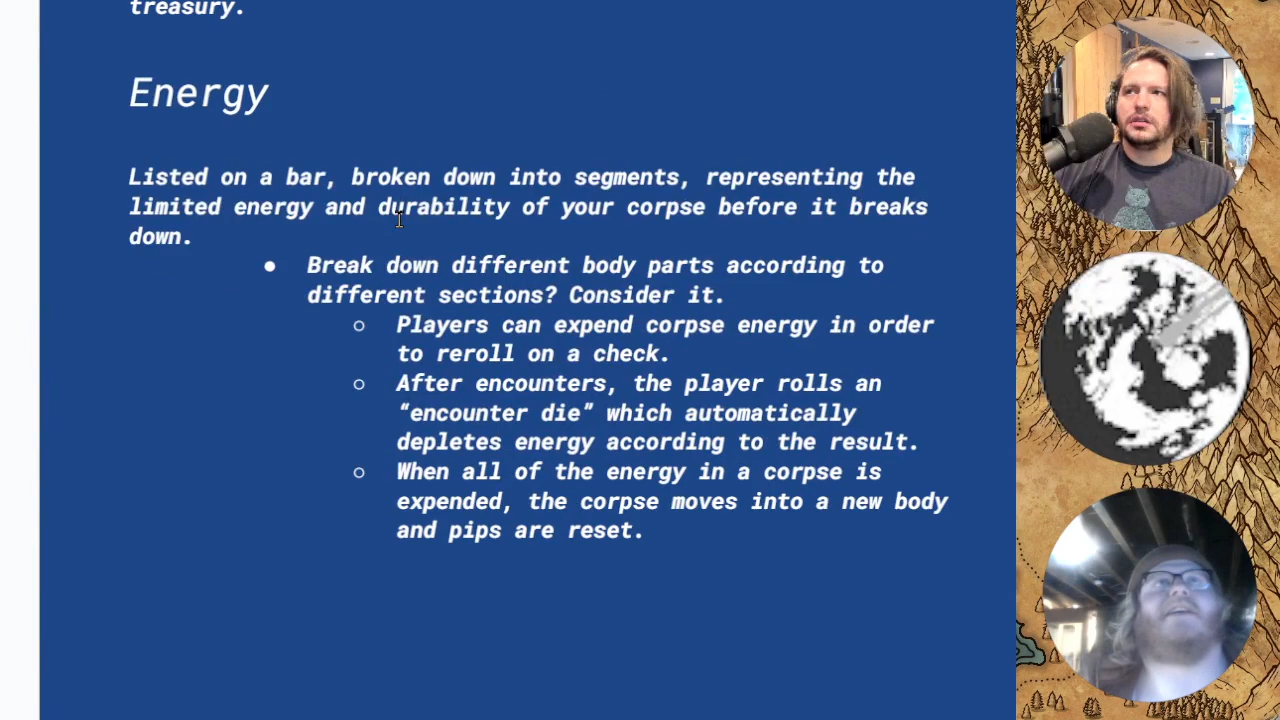 treasury.
Energy
Listed on a bar, broken down into segments, representing the
limited energy and durability of your corpse before it breaks
down.
● Break down different body parts according to
different sections? Consider it.
○ Players can expend corpse energy in order
to reroll on a check.
○ After encounters, the player rolls an
“encounter die” which automatically
depletes energy according to the result.
○ When all of the energy in a corpse is
expended, the corpse moves into a new body
and pips are reset.